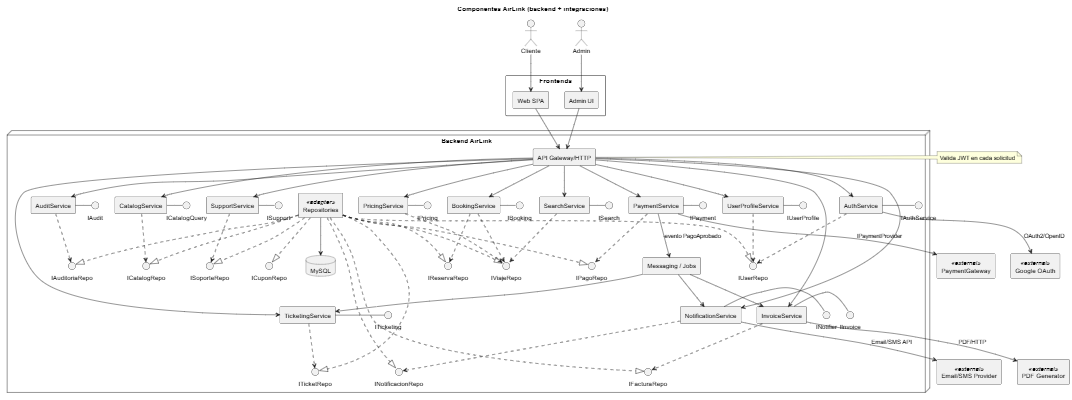 Componentes AirLink (backend + integraciones)
Cliente
Admin
Frontends
Web SPA
Admin UI
Backend AirLink
API Gateway/HTTP
Valida JWT en cada solicitud
AuditService
IAudit
CatalogService
ICatalogQuery
SupportService
ISupport
«adapter»
Repositories
PricingService
IPricing
BookingService
IBooking
SearchService
ISearch
PaymentService
IPayment
UserProfileService
IUserProfile
AuthService
IAuthService
evento PagoAprobado
IPaymentProvider
OAuth2/OpenID
IAuditoriaRepo
ICatalogRepo
ISoporteRepo
ICuponRepo
MySQL
IReservaRepo
IViajeRepo
IPagoRepo
Messaging / Jobs
IUserRepo
«external»
PaymentGateway
«external»
Google OAuth
TicketingService
ITicketing
NotificationService
InvoiceService
INotifier
IInvoice
Email/SMS API
PDF/HTTP
ITicketRepo
INotificacionRepo
IFacturaRepo
«external»
Email/SMS Provider
«external»
PDF Generator